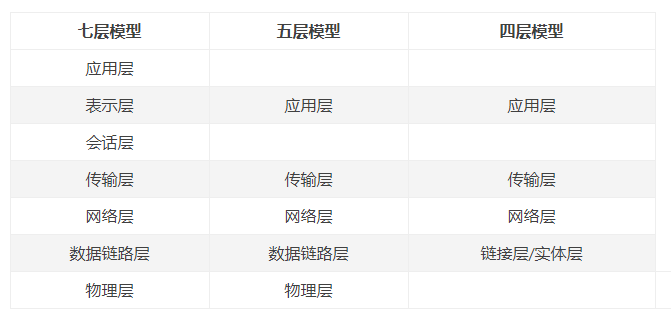 七层模型 五层模型 四层模型
应用层
表示层 应用层 应用层
会话层
传输层 传输层 传输层
网络层 网络层 网络层
数据链路层 数据链路层 链接层/实体层
物理层 物理层